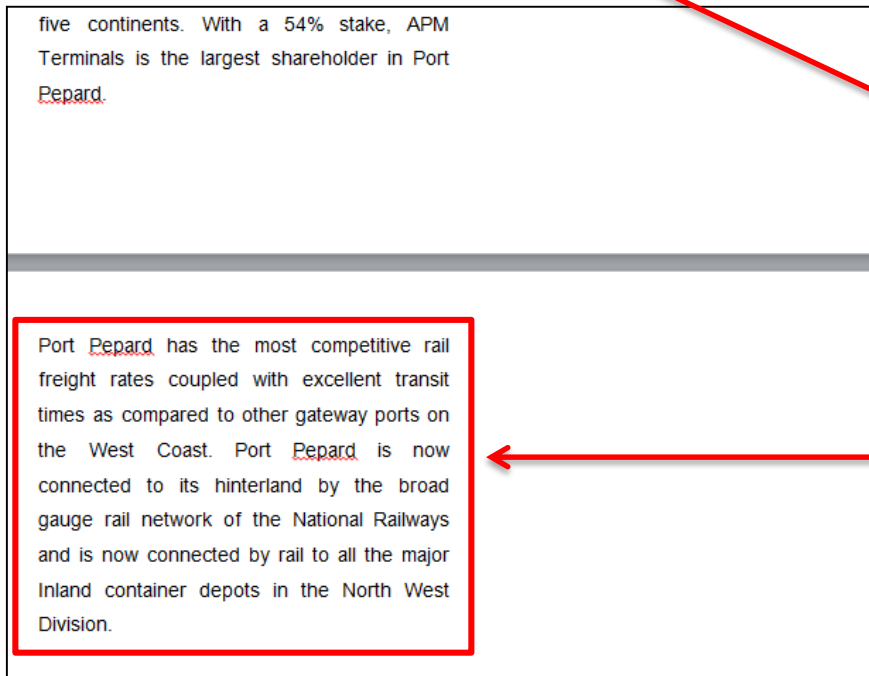 five continents. With a 54% stake, APM
Terminals is the largest shareholder in Port
Pepard.
Port Pepard has the most competitive rail
freight rates coupled with excellent transit
times as compared to other gateway ports on
the West Coast. Port Pepard is now
connected to its hinterland by the broad
gauge rail network of the National Railways
and is now connected by rail to all the major
Inland container depots in the North West
Division.